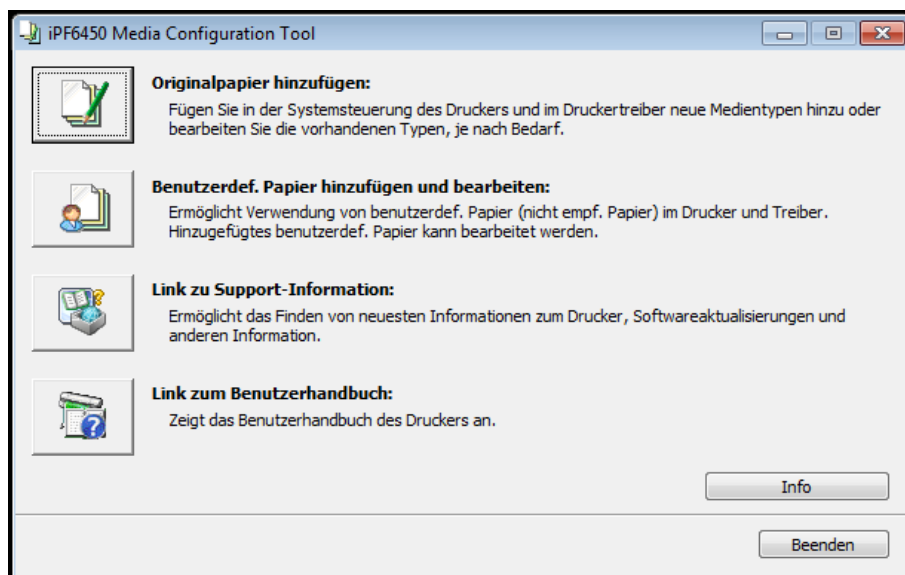 iPF6450 Media Configuration Tool
Originalpapier hinzufügen:
Fügen Sie in der Systemsteuerung des Druckers und im Druckertreiber neue Medientypen hinzu oder
bearbeiten Sie die vorhandenen Typen, je nach Bedarf.
Benutzerdef. Papier hinzufügen und bearbeiten:
Ermöglicht Verwendung von benutzerdef. Papier (nicht empf. Papier) im Drucker und Treiber.
Hinzugefügtes benutzerdef. Papier kann bearbeitet werden.
Link zu Support-Information:
Ermöglicht das Finden von neuesten Informationen zum Drucker, Softwareaktualisierungen und
anderen Information.
Link zum Benutzerhandbuch:
Zeigt das Benutzerhandbuch des Druckers an.
Info
Beenden